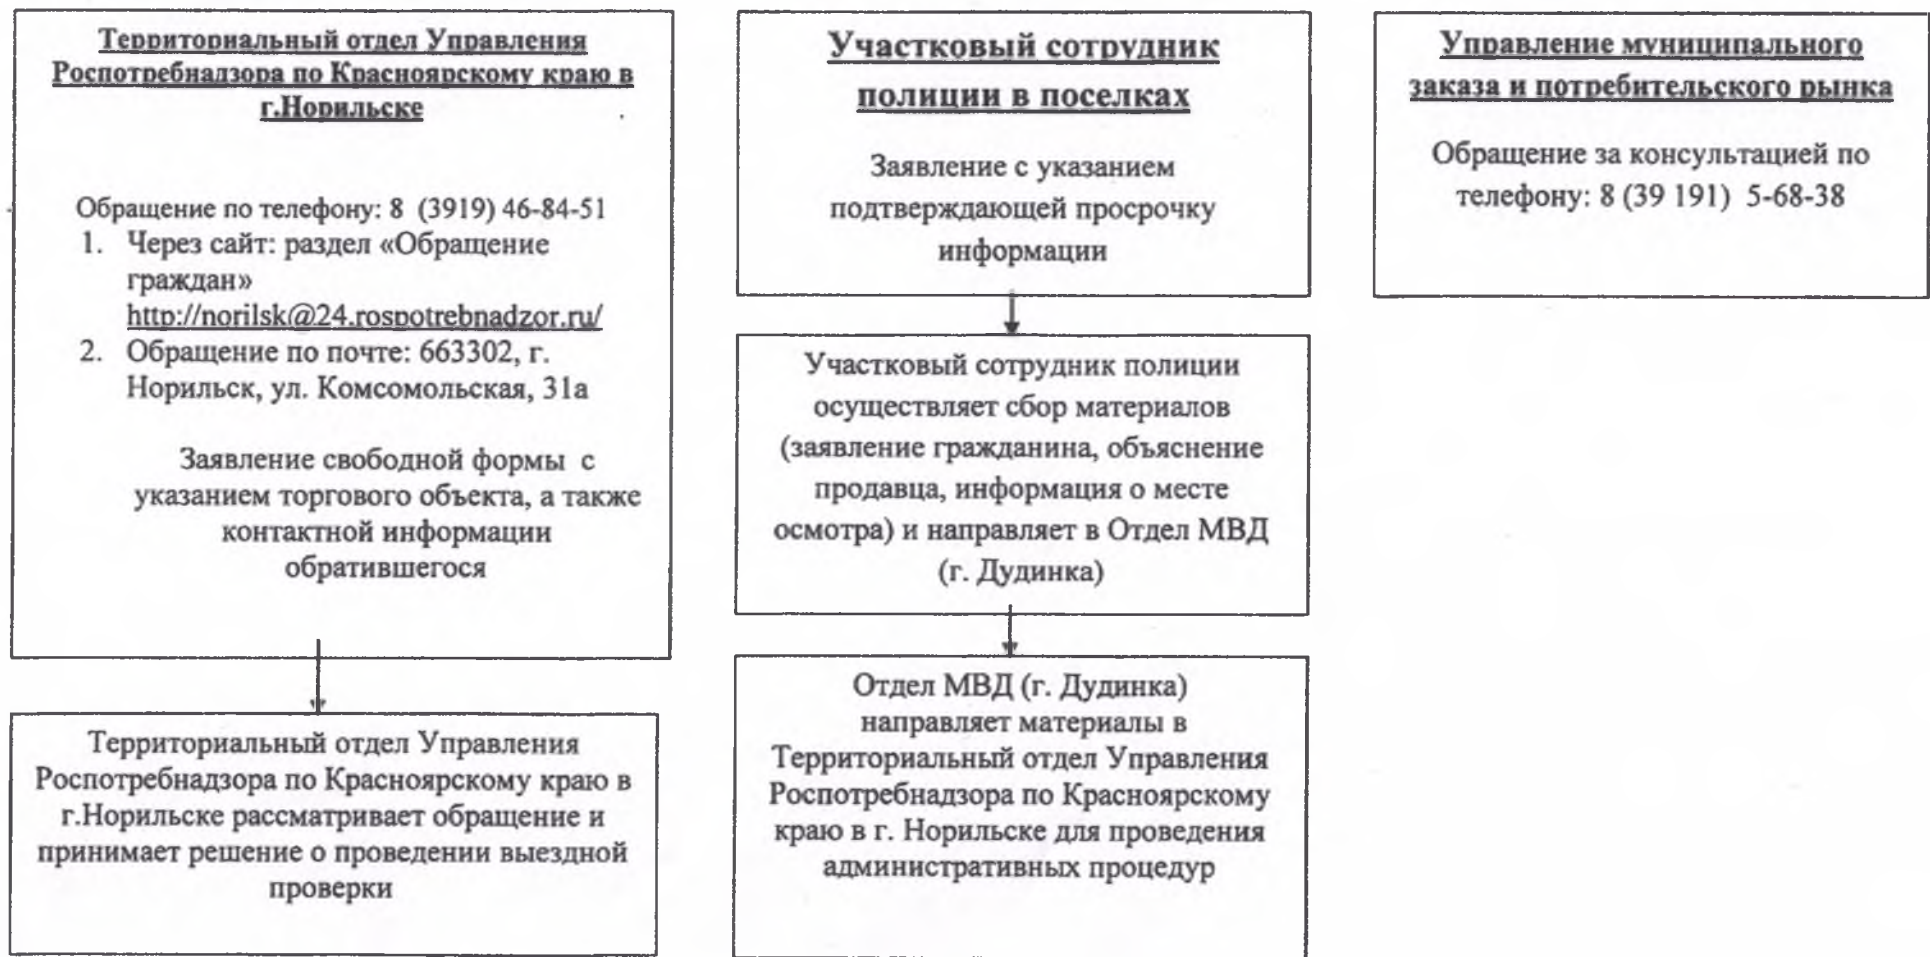 Территориальный отдел Управления
Роспотребнадзора по Красноярскому краю в
г.Норильске
Обращение по телефону: 8 (3919) 46-84-51
1. Через сайт: раздел «Обращение
граждан»
http://norilsk@24.rospotrebnadzor.ru/
2. Обращение по почте: 663302, г.
Норильск, ул. Комсомольская, 31а
Заявление свободной формы с
указанием торгового объекта, а также
контактной информации
обратившегося
Территориальный отдел Управления
Роспотребнадзора по Красноярскому краю в
г.Норильске рассматривает обращение и
принимает решение о проведении выездной
проверки
Участковый сотрудник
полиции в поселках
Заявление с указанием
подтверждающей просрочку
информации
Участковый сотрудник полиции
осуществляет сбор материалов
(заявление гражданина, объяснение
продавца, информация о месте
осмотра) и направляет в Отдел МВД
(г. Дудинка)
Отдел МВД (г. Дудинка)
направляет материалы в
Территориальный отдел Управления
Роспотребнадзора по Красноярскому
краю в г. Норильске для проведения
административных процедур
Управление муниципального
заказа и потребительского рынка
Обращение за консультацией по
телефону: 8 (39 191) 5-68-38